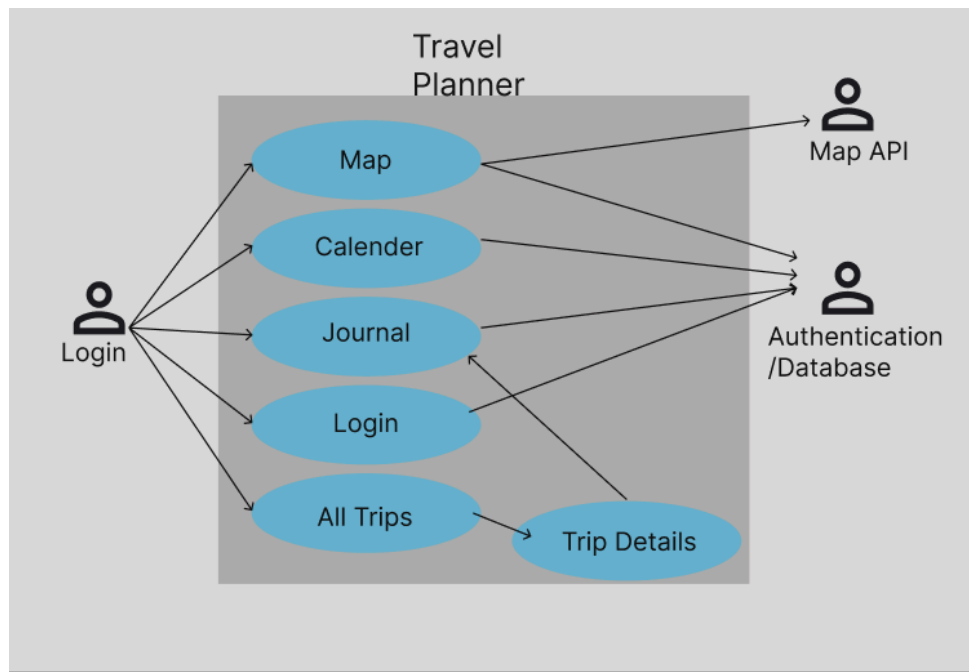 Travel
Planner
Map
Map API
Calender
Journal
Login
Authentication
/Database
Login
All Trips
Trip Details